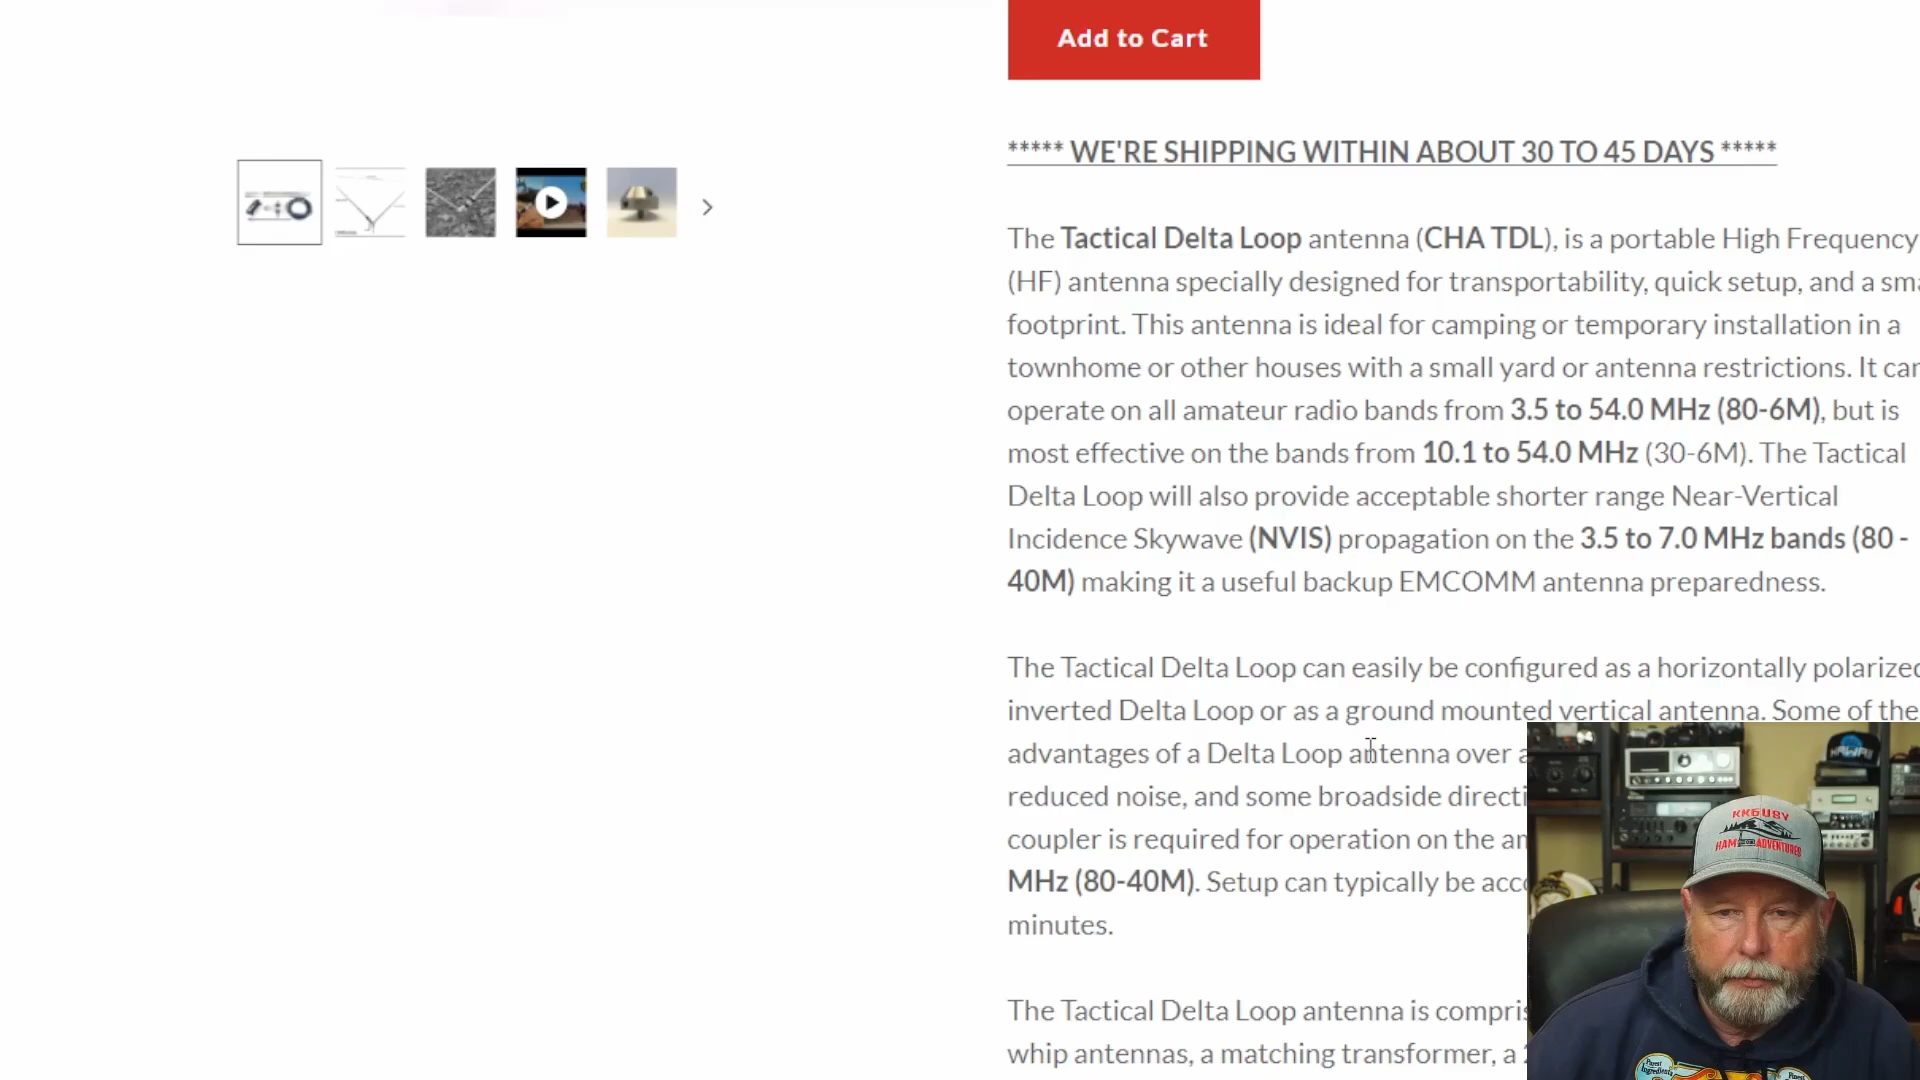 Add to Cart
***** WE'RE SHIPPING WITHIN ABOUT 30 TO 45 DAYS *****
The Tactical Delta Loop antenna (CHA TDL), is a portable High Frequency
(HF) antenna specially designed for transportability, quick setup, and a
footprint. This antenna is ideal for camping or temporary installation in a
townhome or other houses with a small yard or antenna restrictions. It
operate on all amateur radio bands from 3.5 to 54.0 MHz (80-6M), but is
most effective on the bands from 10.1 to 54.0 MHz (30-6M). The Tactical
Delta Loop will also provide acceptable shorter range Near-Vertical
Incidence Skywave (NVIS) propagation on the 3.5 to 7.0 MHz bands (80 -
40M) making it a useful backup EMCOMM antenna preparedness.
The Tactical Delta Loop can easily be configured as a horizontally polarized
inverted Delta Loop or as a ground mounted vertical antenna. Some of the
advantages of a Delta Loop antenna over
reduced noise, and some broadside
coupler is required for operation on the
MHz (80-40M). Setup can typically be
minutes.
The Tactical Delta Loop antenna is
whip antennas, a matching transformer, a
KK6USY
HAM ADVENTURES
HAWAII
Purest
Ingredients